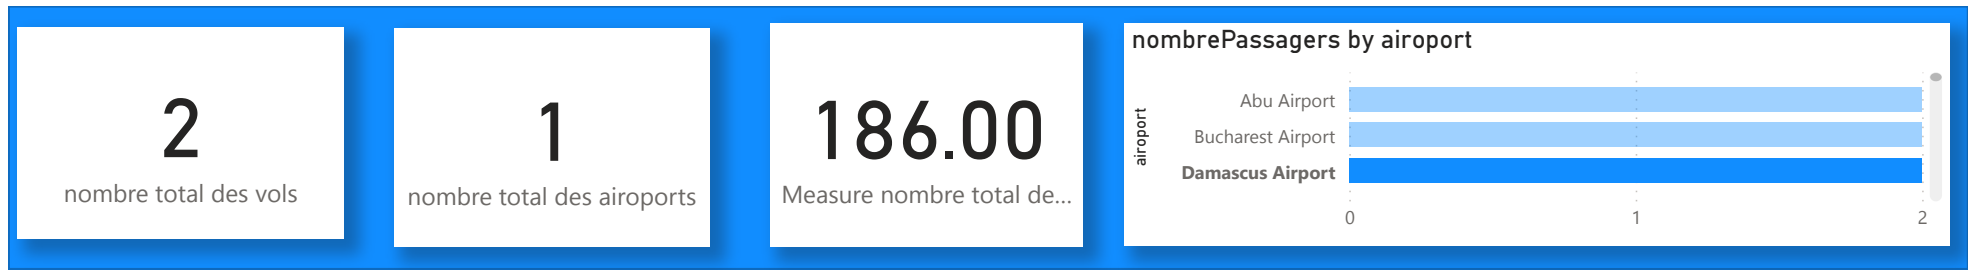 2
nombre total des vols
1
nombre total des airoports
186.00
Measure nombre total de...
nombrePassagers by airoport
airoport
Abu Airport
Bucharest Airport
Damascus Airport
0 1 2